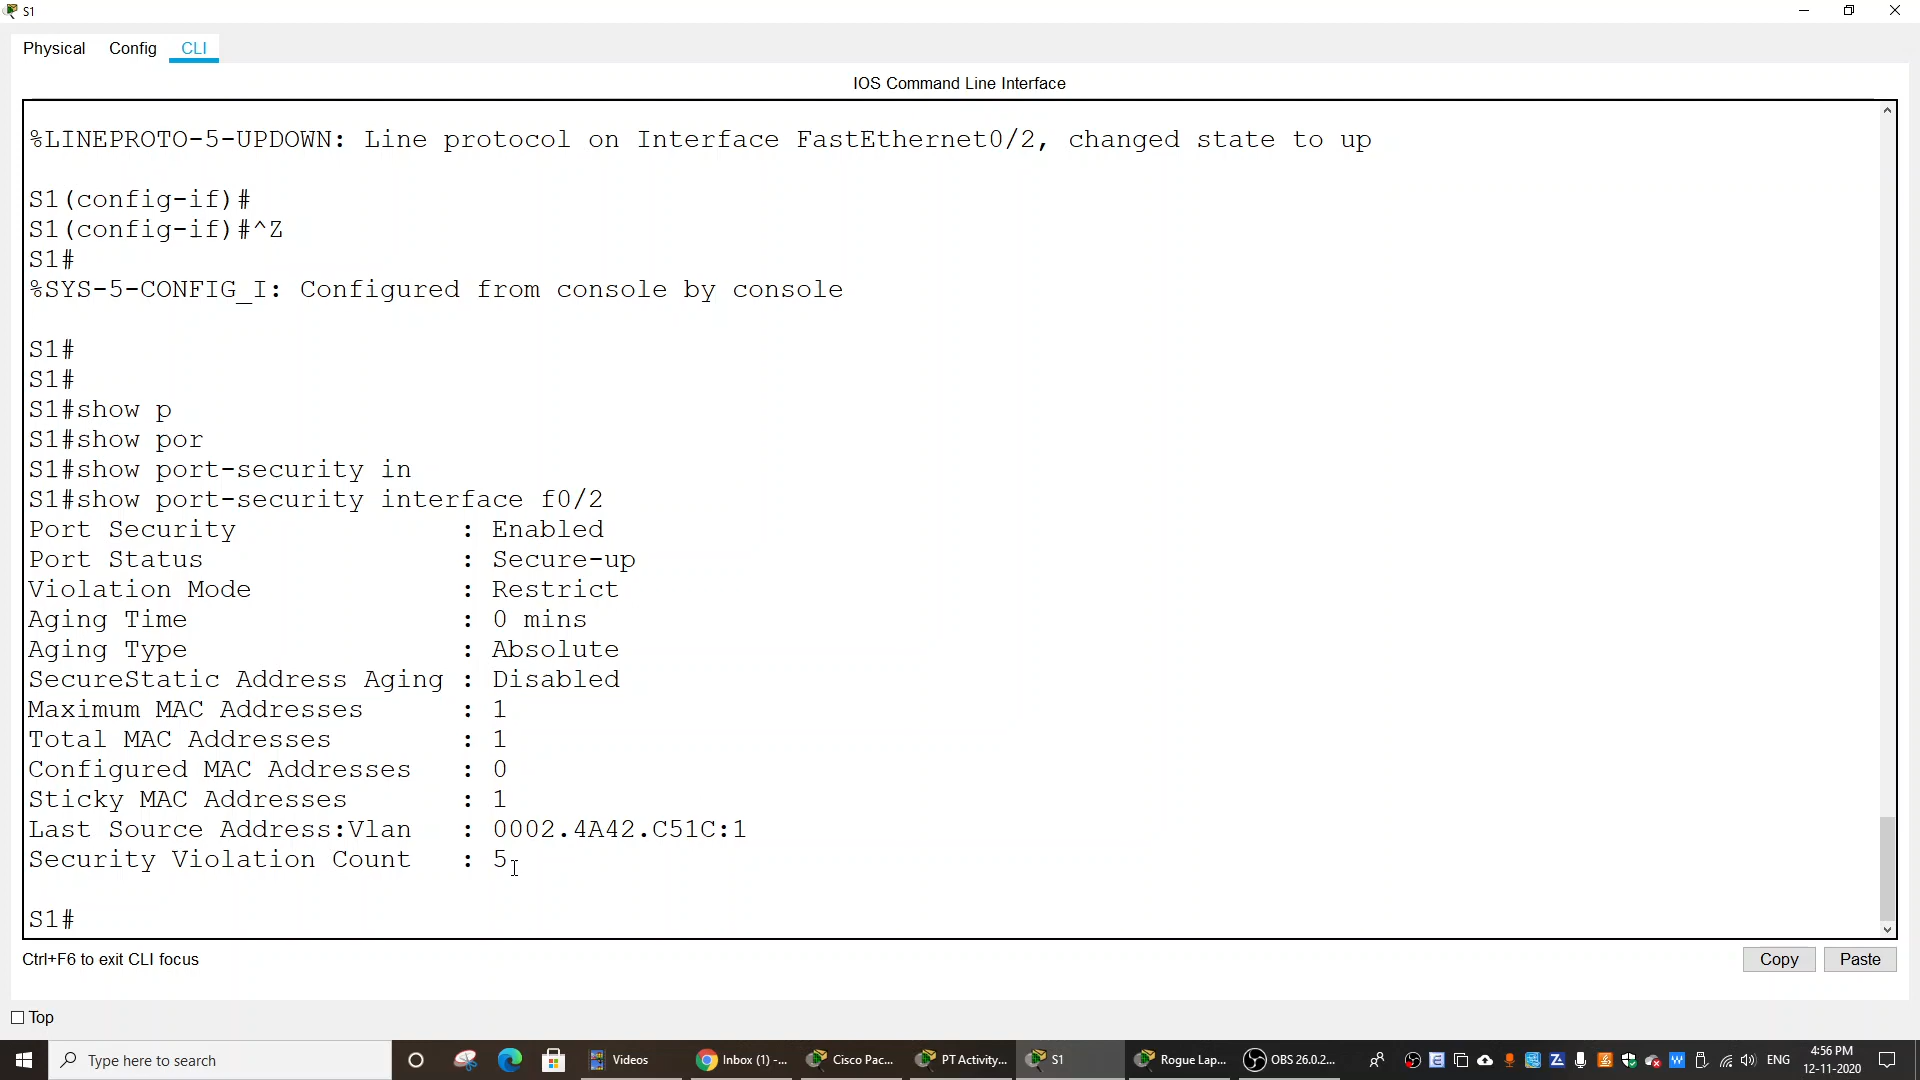 S1
Physical Config CLI
IOS Command Line Interface
%LINEPROTO-5-UPDOWN: Line protocol on Interface FastEthernet0/2, changed state to up
S1(config-if)#
S1(config-if)#^Z
S1#
%SYS-5-CONFIG_I: Configured from console by console
S1#
S1#
S1#show p
S1#show por
S1#show port-security in
S1#show port-security interface f0/2
Port Security : Enabled
Port Status : Secure-up
Violation Mode : Restrict
Aging Time : 0 mins
Aging Type : Absolute
SecureStatic Address Aging : Disabled
Maximum MAC Addresses : 1
Total MAC Addresses : 1
Configured MAC Addresses : 0
Sticky MAC Addresses : 1
Last Source Address:Vlan : 0002.4A42.C51C:1
Security Violation Count : 5
S1#
Ctrl+F6 to exit CLI focus
Copy Paste
Top
Type here to search Videos Inbox (1) -... Cisco Pac... PT Activity... S1 Rogue Lap... OBS 26.0.2... ENG 4:56 PM
12-11-2020